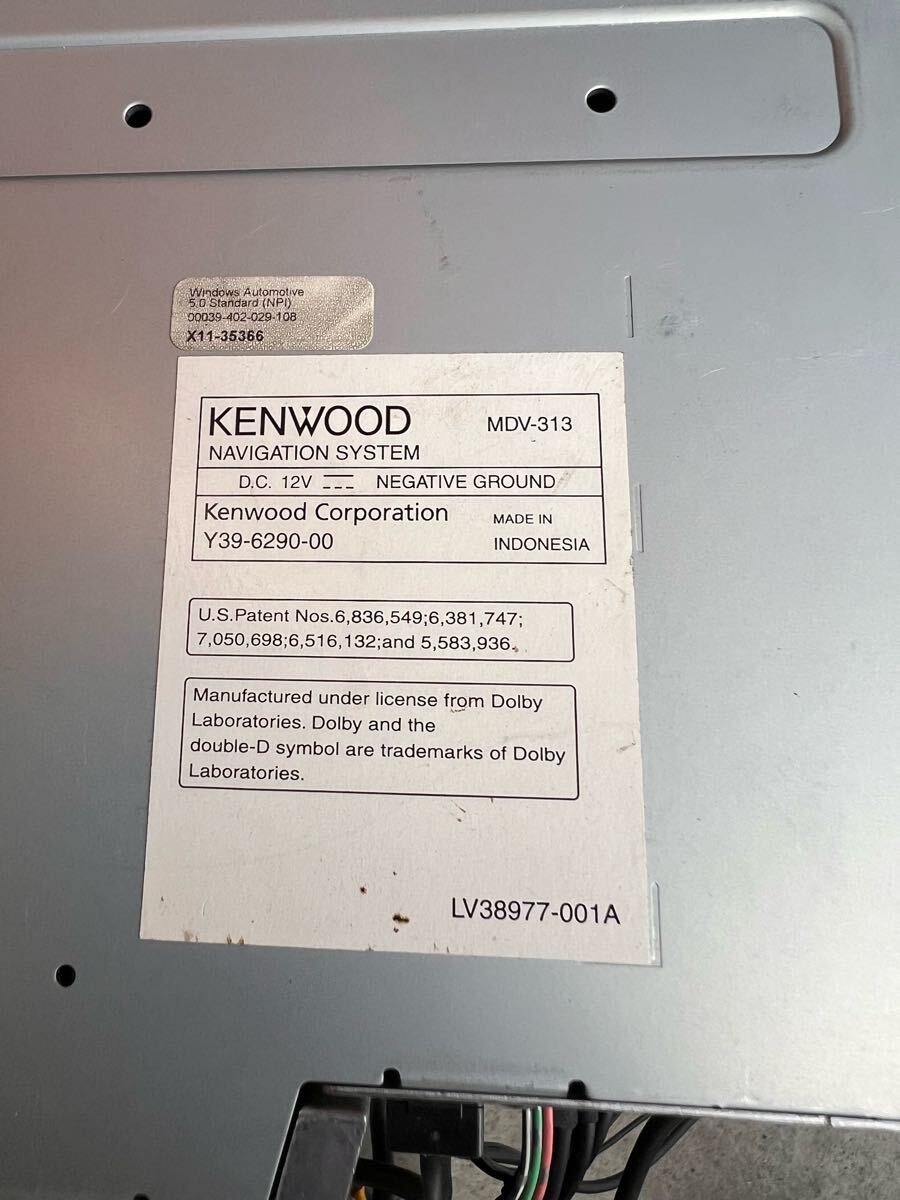 Windows Automotive
5.0 Standard (NPI)
00039-402-029-108
X11-35366
KENWOOD MDV-313
NAVIGATION SYSTEM
D.C. 12V NEGATIVE GROUND
Kenwood Corporation MADE IN
Y39-6290-00 INDONESIA
U.S.Patent Nos.6,836,549;6,381,747;
7,050,698;6,516,132;and 5,583,936.
Manufactured under license from Dolby
Laboratories. Dolby and the
double-D symbol are trademarks of Dolby
Laboratories.
LV38977-001A